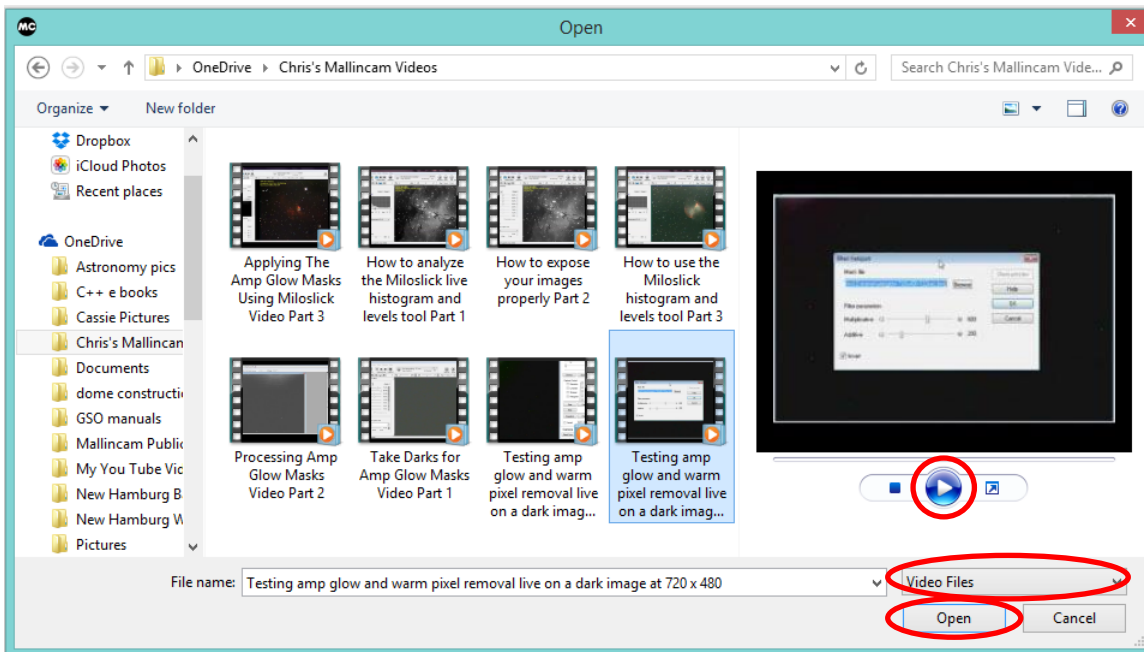 MC
Open
OneDrive
Chris's Mallincam Videos
Search Chris's Mallincam Vide...
Organize
New folder
Dropbox
iCloud Photos
Recent places
OneDrive
Astronomy pics
C++ e books
Cassie Pictures
Chris's Mallincan
Documents
dome constructi
GSO manuals
Mallincam Public
My You Tube Vic
New Hamburg B
New Hamburg W
Pictures
Applying The
Amp Glow Masks
Using Miloslick
Video Part 3
How to analyze
the Miloslick live
histogram and
levels tool Part 1
How to expose
your images
properly Part 2
How to use the
Miloslick
histogram and
levels tool Part 3
Processing Amp
Glow Masks
Video Part 2
Take Darks for
Amp Glow Masks
Video Part 1
Testing amp
glow and warm
pixel removal live
on a dark imag...
Testing amp
glow and warm
pixel removal live
on a dark imag...
Help
Cancel
File name:
Testing amp glow and warm pixel removal live on a dark image at 720 x 480
Video Files
Open
Cancel